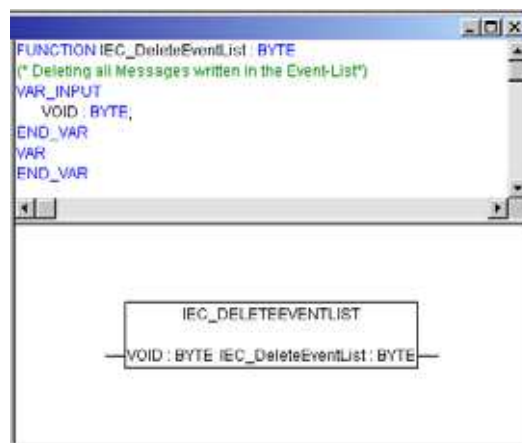 FUNCTION IEC_DeleteEventList : BYTE
(* Deleting all Messages written in the Event-List*)
VAR_INPUT
VOID : BYTE;
END_VAR
VAR
END_VAR
IEC_DELETEEVENTLIST
VOID : BYTE IEC_DeleteEventList : BYTE